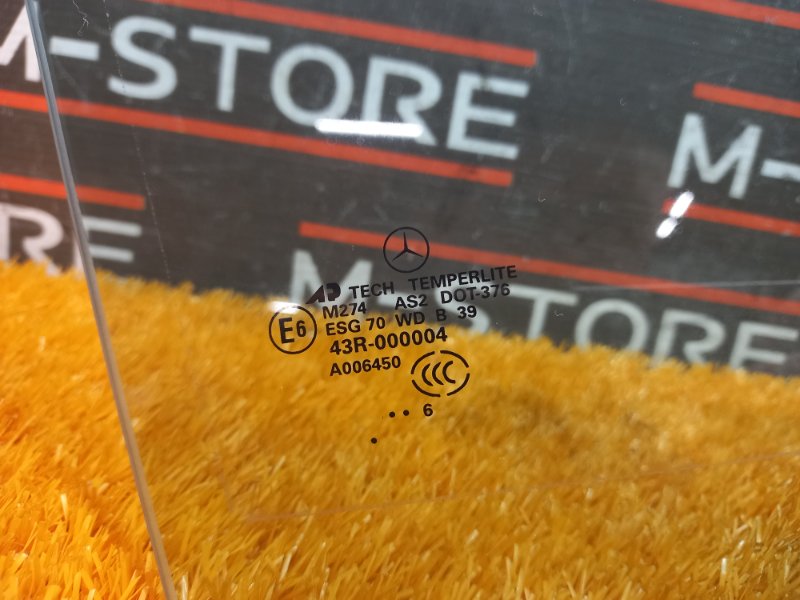 M-STORE
M-
RE
M-STORE
AP TECH TEMPERLITE
M274 AS2 DOT-376
E6
ESG 70 WD B 39
43R-000004
A006450
CCC
.. 6
.